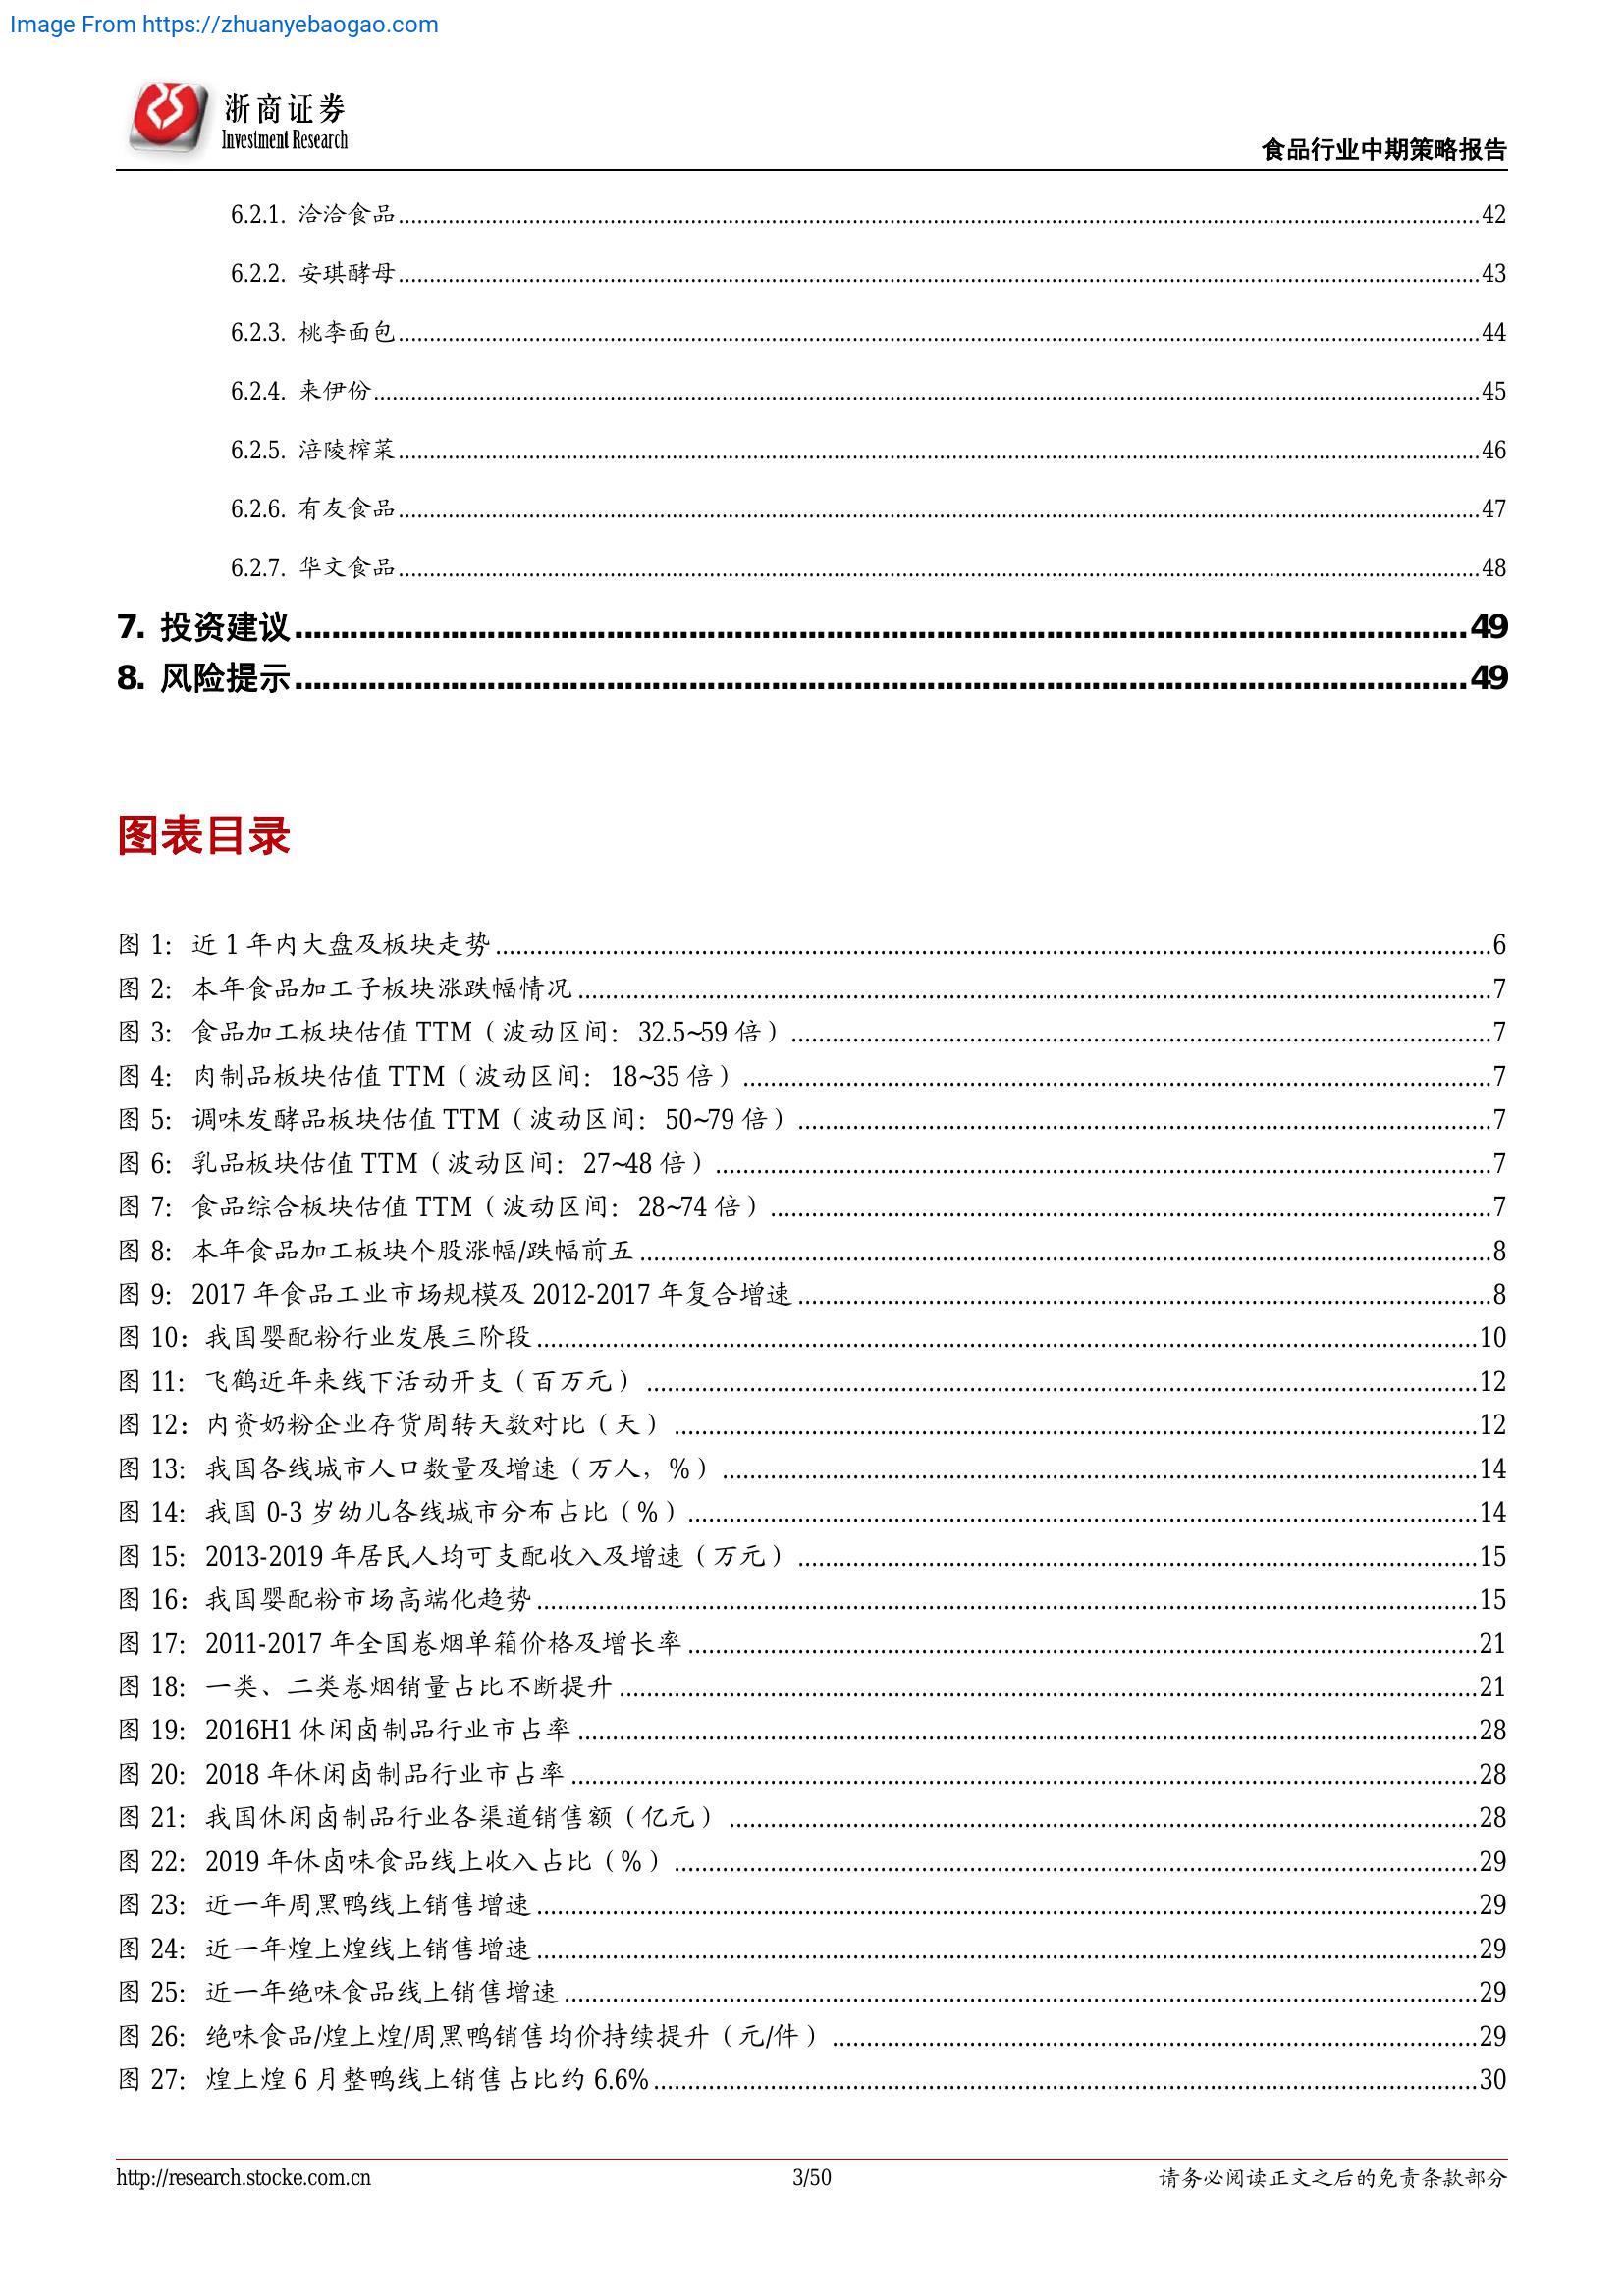 Image From https://zhuanyebaogao.com
浙商证券
Investment Research
食品行业中期策略报告
6.2.1. 洽洽食品........42
6.2.2. 安琪酵母........43
6.2.3. 桃李面包........44
6.2.4. 来伊份........45
6.2.5. 涪陵榨菜........46
6.2.6. 有友食品........47
6.2.7. 华文食品........48
7. 投资建议........49
8. 风险提示........49
图表目录
图 1: 近 1 年内大盘及板块走势........6
图 2: 本年食品加工子板块涨跌幅情况........7
图 3: 食品加工板块估值 TTM（波动区间: 32.5~59 倍）........7
图 4: 肉制品板块估值 TTM（波动区间: 18~35 倍）........7
图 5: 调味发酵品板块估值 TTM（波动区间: 50~79 倍）........7
图 6: 乳品板块估值 TTM（波动区间: 27~48 倍）........7
图 7: 食品综合板块估值 TTM（波动区间: 28~74 倍）........7
图 8: 本年食品加工板块个股涨幅/跌幅前五........8
图 9: 2017 年食品工业市场规模及 2012-2017 年复合增速........8
图 10: 我国婴配粉行业发展三阶段........10
图 11: 飞鹤近年来线下活动开支（百万元）........12
图 12: 内资奶粉企业存货周转天数对比（天）........12
图 13: 我国各线城市人口数量及增速（万人，%）........14
图 14: 我国 0-3 岁幼儿各线城市分布占比（%）........14
图 15: 2013-2019 年居民人均可支配收入及增速（万元）........15
图 16: 我国婴配粉市场高端化趋势........15
图 17: 2011-2017 年全国卷烟单箱价格及增长率........21
图 18: 一类、二类卷烟销量占比不断提升........21
图 19: 2016H1 休闲卤制品行业市占率........28
图 20: 2018 年休闲卤制品行业市占率........28
图 21: 我国休闲卤制品行业各渠道销售额（亿元）........28
图 22: 2019 年休卤味食品线上收入占比（%）........29
图 23: 近一年周黑鸭线上销售增速........29
图 24: 近一年煌上煌线上销售增速........29
图 25: 近一年绝味食品线上销售增速........29
图 26: 绝味食品/煌上煌/周黑鸭销售均价持续提升（元/件）........29
图 27: 煌上煌 6 月整鸭线上销售占比约 6.6%........30
http://research.stocke.com.cn
3/50
请务必阅读正文之后的免责条款部分